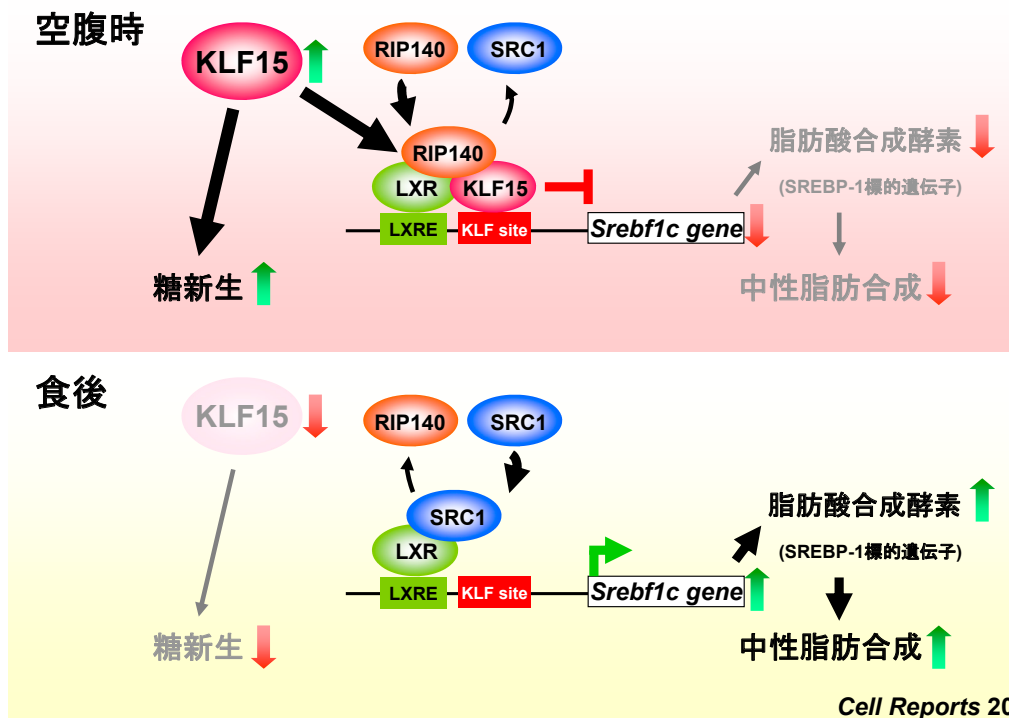 空腹時
KLF15
RIP140
SRC1
RIP140
LXR
KLF15
LXRE
KLF site
Srebf1c gene
脂肪酸合成酵素
(SREBP-1標的遺伝子)
中性脂肪合成
糖新生
食後
KLF15
RIP140
SRC1
SRC1
LXR
LXRE
KLF site
Srebf1c gene
脂肪酸合成酵素
(SREBP-1標的遺伝子)
中性脂肪合成
糖新生
Cell Reports 20